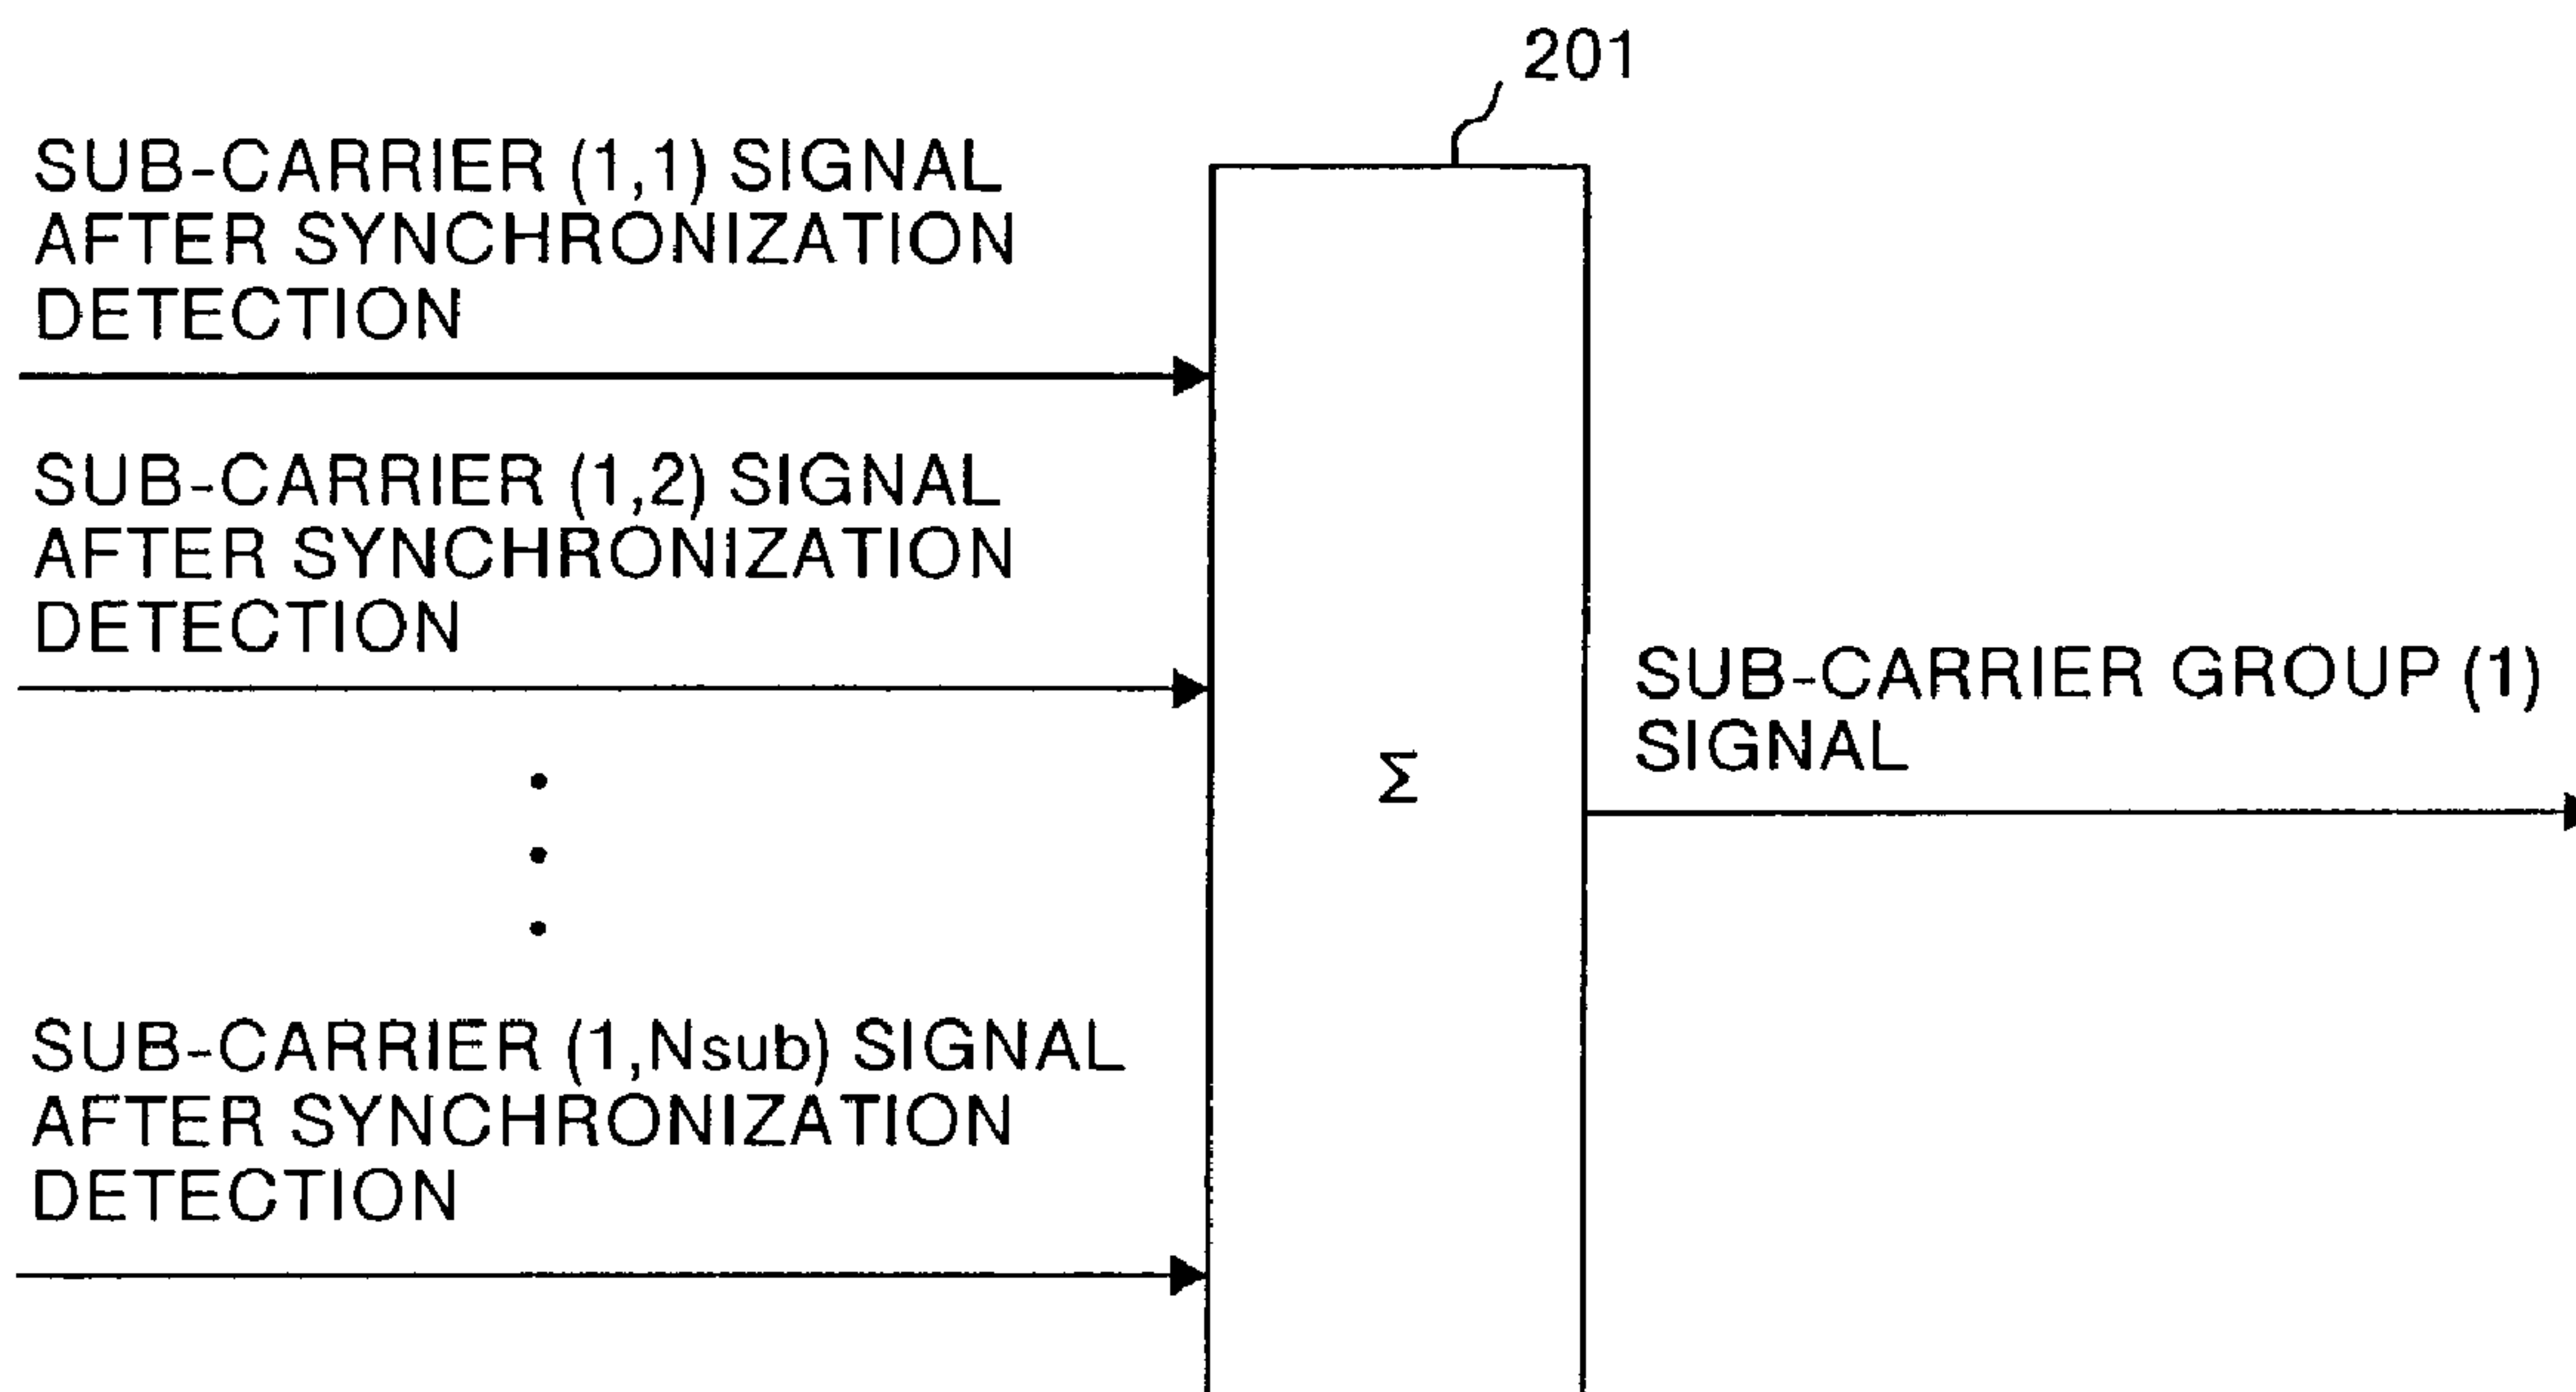 201
SUB-CARRIER (1,1) SIGNAL
AFTER SYNCHRONIZATION
DETECTION
SUB-CARRIER (1,2) SIGNAL
AFTER SYNCHRONIZATION
DETECTION
SUB-CARRIER GROUP (1)
SIGNAL
Σ
SUB-CARRIER (1,Nsub) SIGNAL
AFTER SYNCHRONIZATION
DETECTION